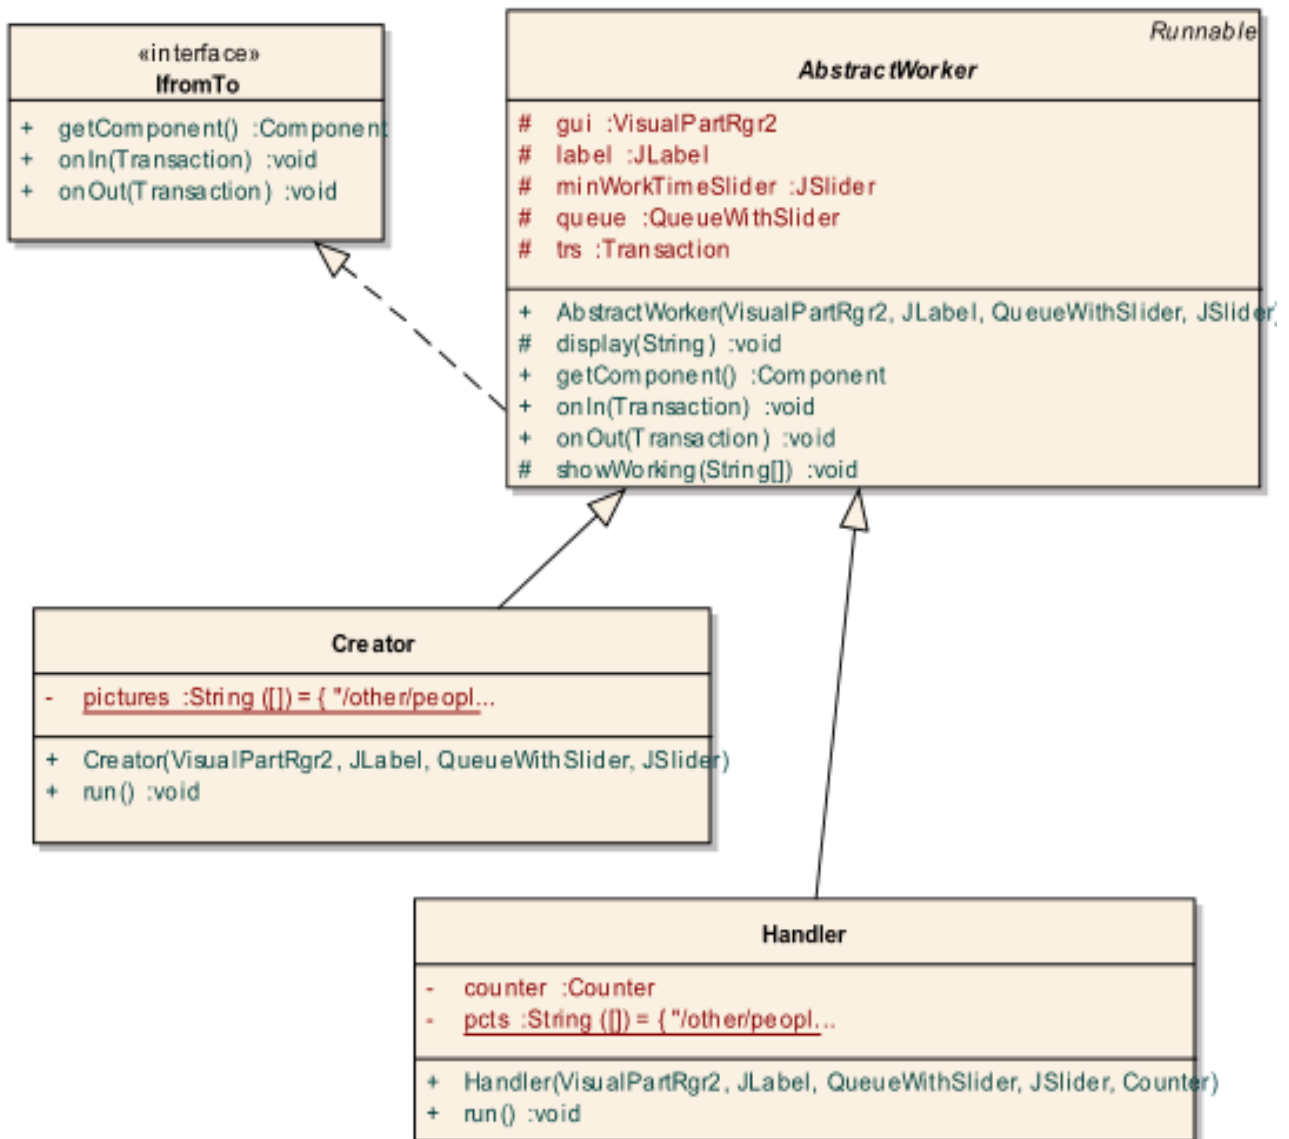 «interface»
IfromTo
+ getComponent() :Component
+ onIn(Transaction) :void
+ onOut(Transaction) :void
Runnable
AbstractWorker
# gui :VisualPartRgr2
# label :JLabel
# minWorkTimeSlider :JSlider
# queue :QueueWithSlider
# trs :Transaction
+ AbstractWorker(VisualPartRgr2, JLabel, QueueWithSlider, JSlider)
# display(String) :void
+ getComponent() :Component
+ onIn(Transaction) :void
+ onOut(Transaction) :void
# showWorking(String[]) :void
Creator
- pictures :String ([]) = { "/other/peopl...
+ Creator(VisualPartRgr2, JLabel, QueueWithSlider, JSlider)
+ run() :void
Handler
- counter :Counter
- pcts :String ([]) = { "/other/peopl...
+ Handler(VisualPartRgr2, JLabel, QueueWithSlider, JSlider, Counter)
+ run() :void